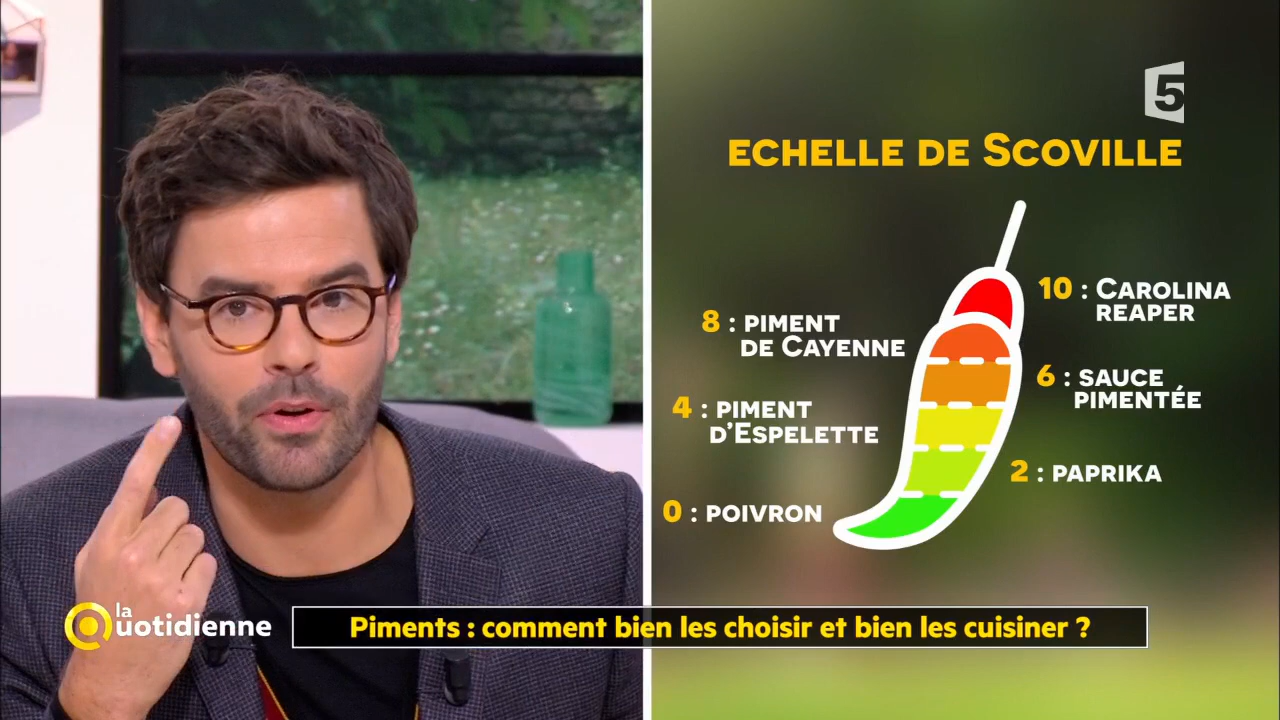 5
ECHELLE DE SCOVILLE
10 : CAROLINA
REAPER
8 : PIMENT
DE CAYENNE
6 : SAUCE
PIMENTÉE
4 : PIMENT
D'ESPELETTE
2 : PAPRIKA
0 : POIVRON
la
Quotidienne
Piments : comment bien les choisir et bien les cuisiner ?